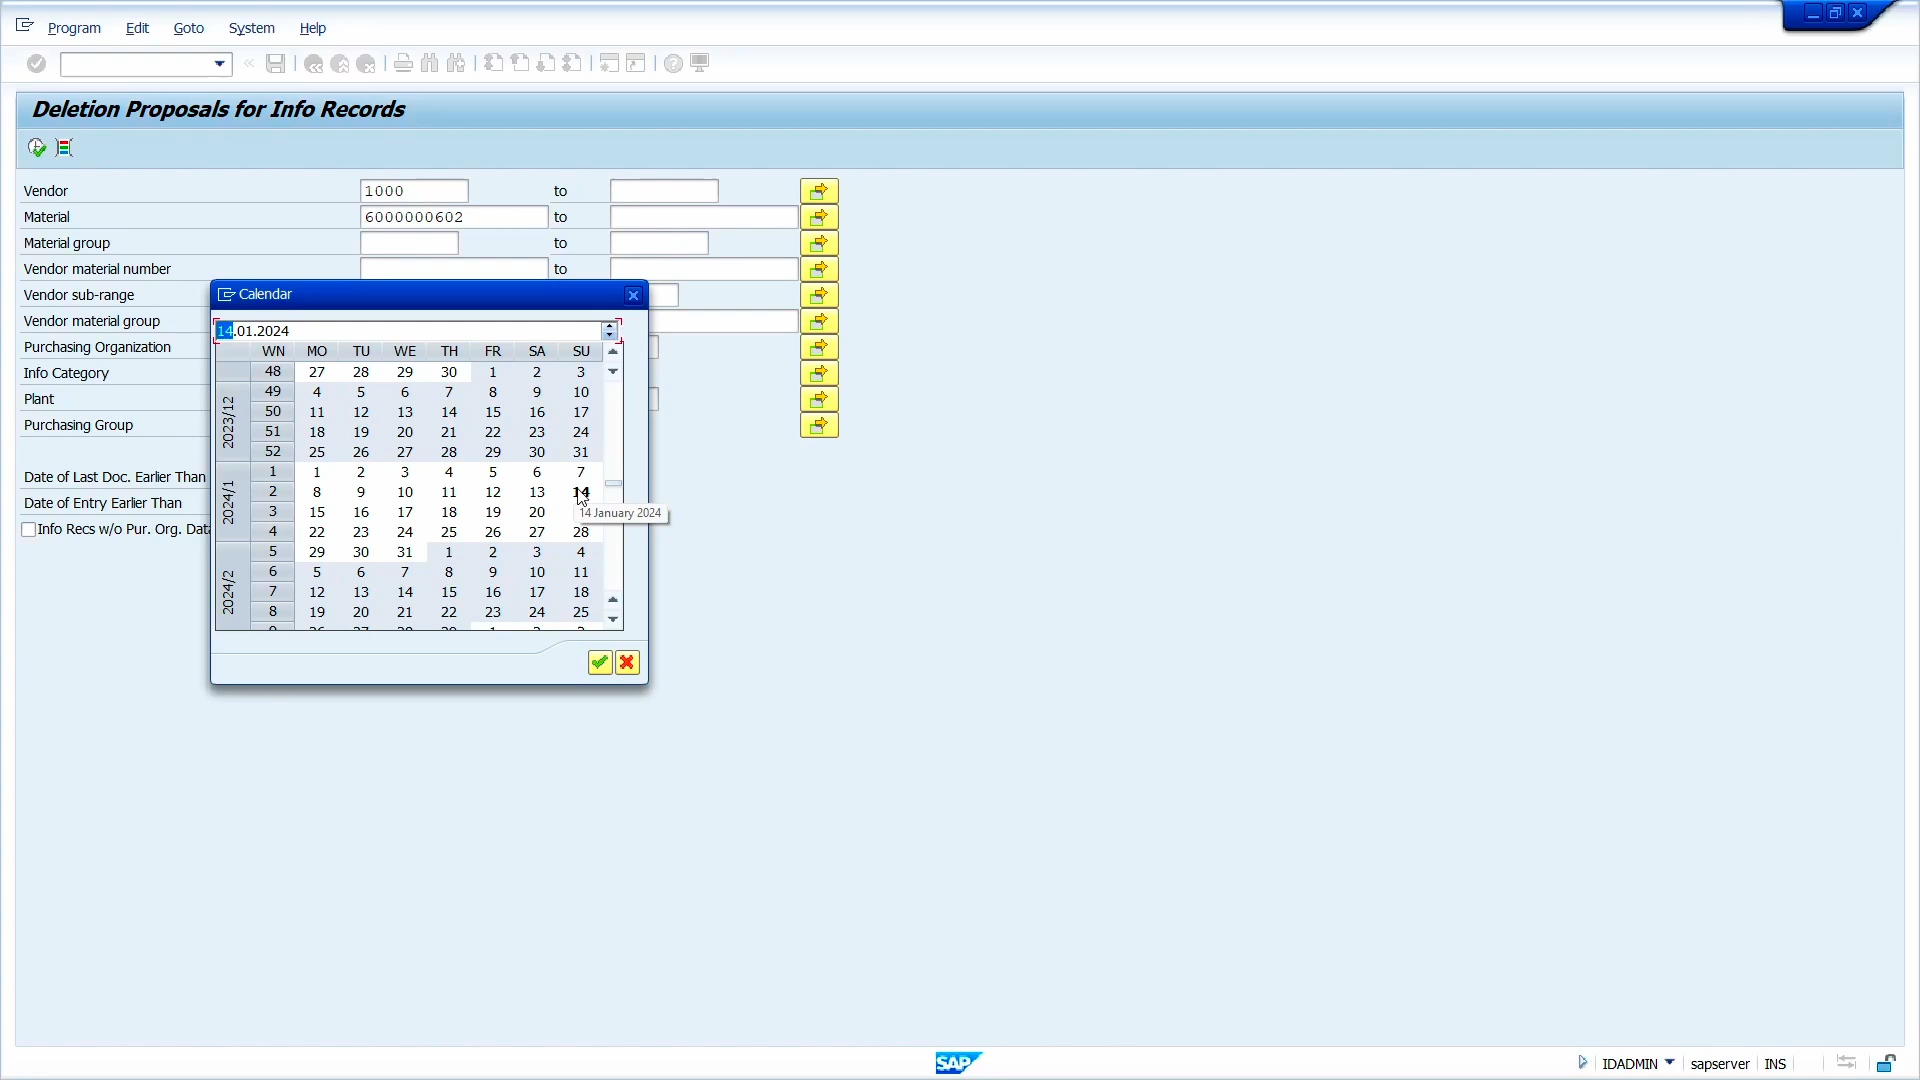 Program Edit Goto System Help
Deletion Proposals for Info Records
Vendor 1000 to
Material 6000000602 to
Material group to
Vendor material number to
Vendor sub-range
Vendor material group
Purchasing Organization
Info Category
Plant
Purchasing Group
Date of Last Doc. Earlier Than
Date of Entry Earlier Than
Info Recs w/o Pur. Org. Data
Calendar
14.01.2024
WN MO TU WE TH FR SA SU
48 27 28 29 30 1 2 3
2023/12
49 4 5 6 7 8 9 10
50 11 12 13 14 15 16 17
51 18 19 20 21 22 23 24
52 25 26 27 28 29 30 31
2024/1
1 1 2 3 4 5 6 7
2 8 9 10 11 12 13 14
3 15 16 17 18 19 20
14 January 2024
4 22 23 24 25 26 27 28
5 29 30 31 1 2 3 4
2024/2
6 5 6 7 8 9 10 11
7 12 13 14 15 16 17 18
8 19 20 21 22 23 24 25
SAP IDADMIN sapserver INS